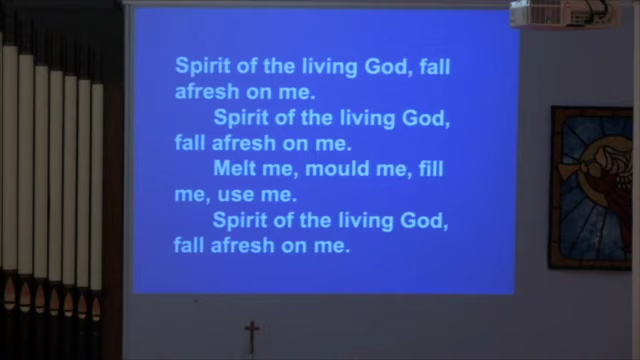 Spirit of the living God, fall
afresh on me.
Spirit of the living God,
fall afresh on me.
Melt me, mould me, fill
me, use me.
Spirit of the living God,
fall afresh on me.